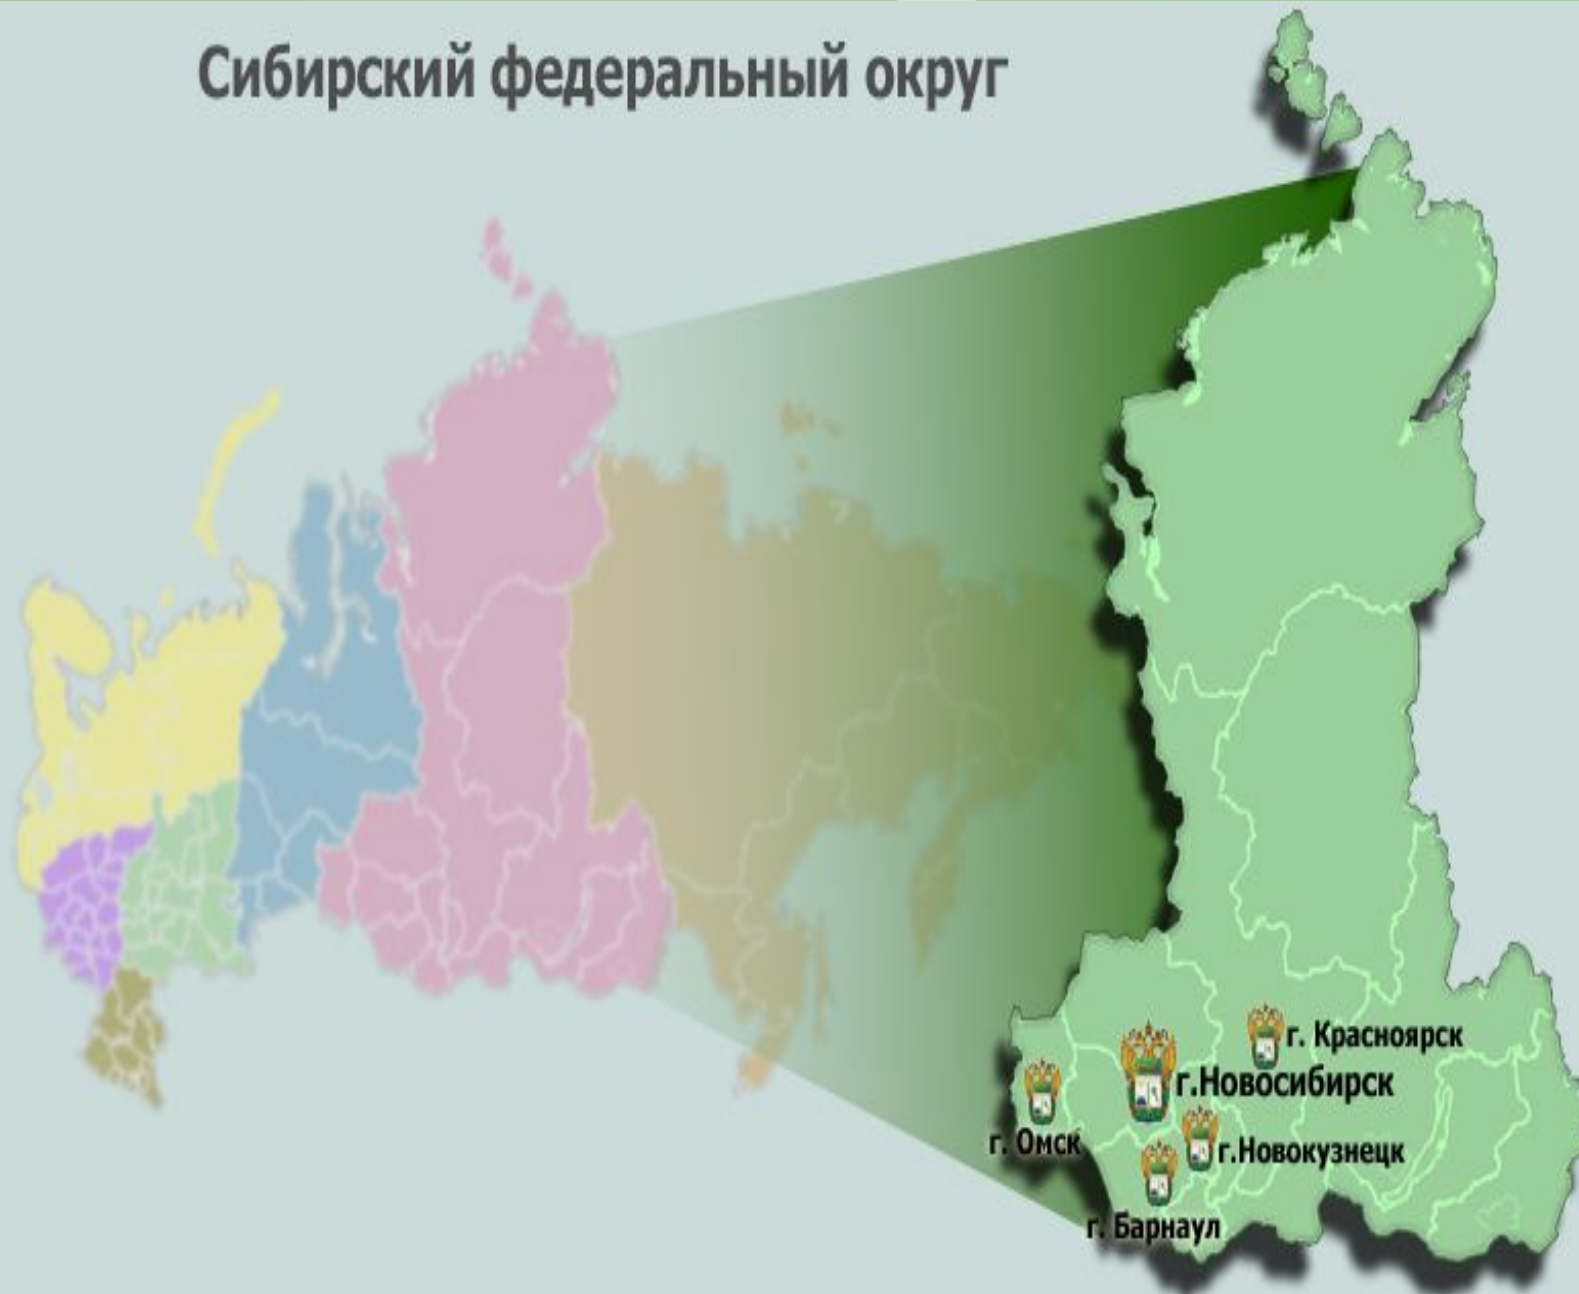 Сибирский федеральный округ
г. Красноярск
г.Новосибирск
г. Омск
г.Новокузнецк
г. Барнаул